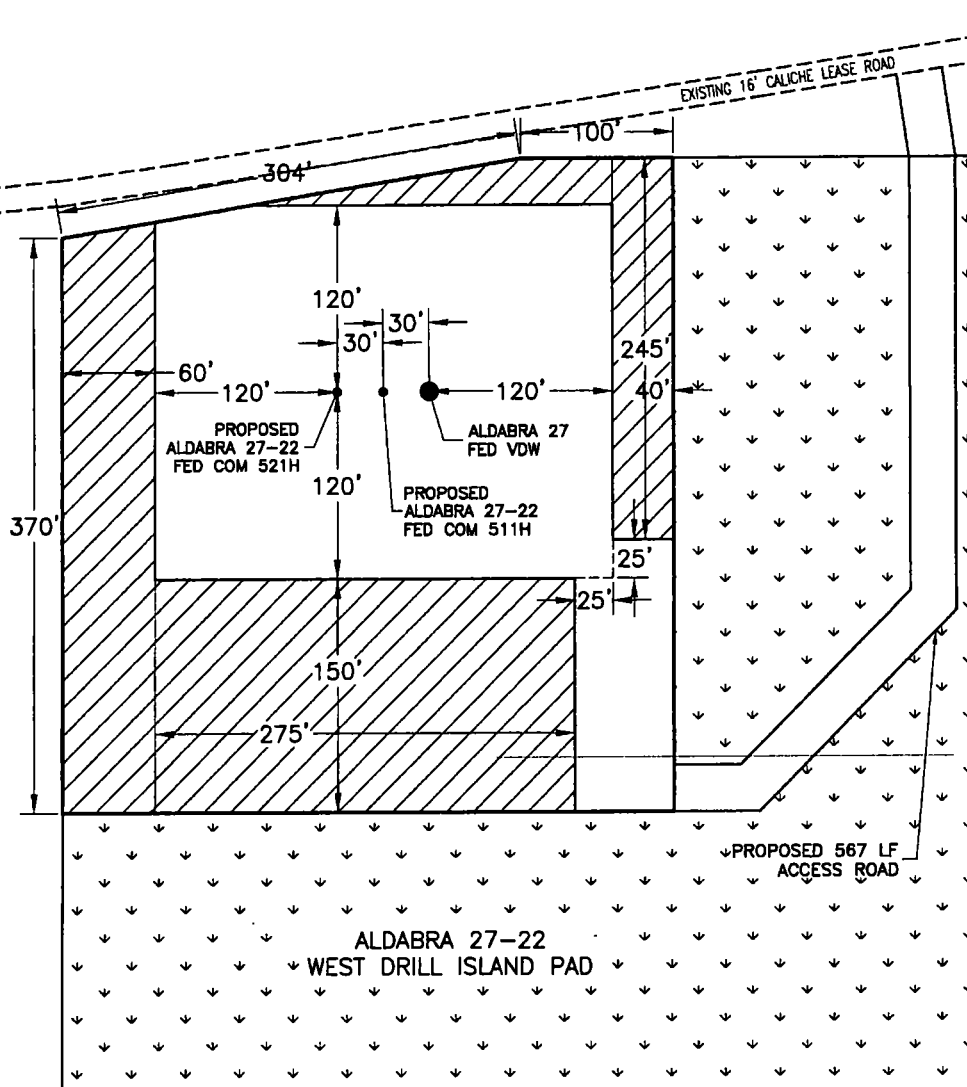 EXISTING 16' CALICHE LEASE ROAD
100'
304'
120'
30'
30'
245'
60'
120'
120'
40'
PROPOSED
ALDABRA 27-22
FED COM 521H
ALDABRA 27
FED VDW
120'
PROPOSED
ALDABRA 27-22
FED COM 511H
370'
25'
25'
150'
275'
PROPOSED 567 LF
ACCESS ROAD
ALDABRA 27-22
WEST DRILL ISLAND PAD